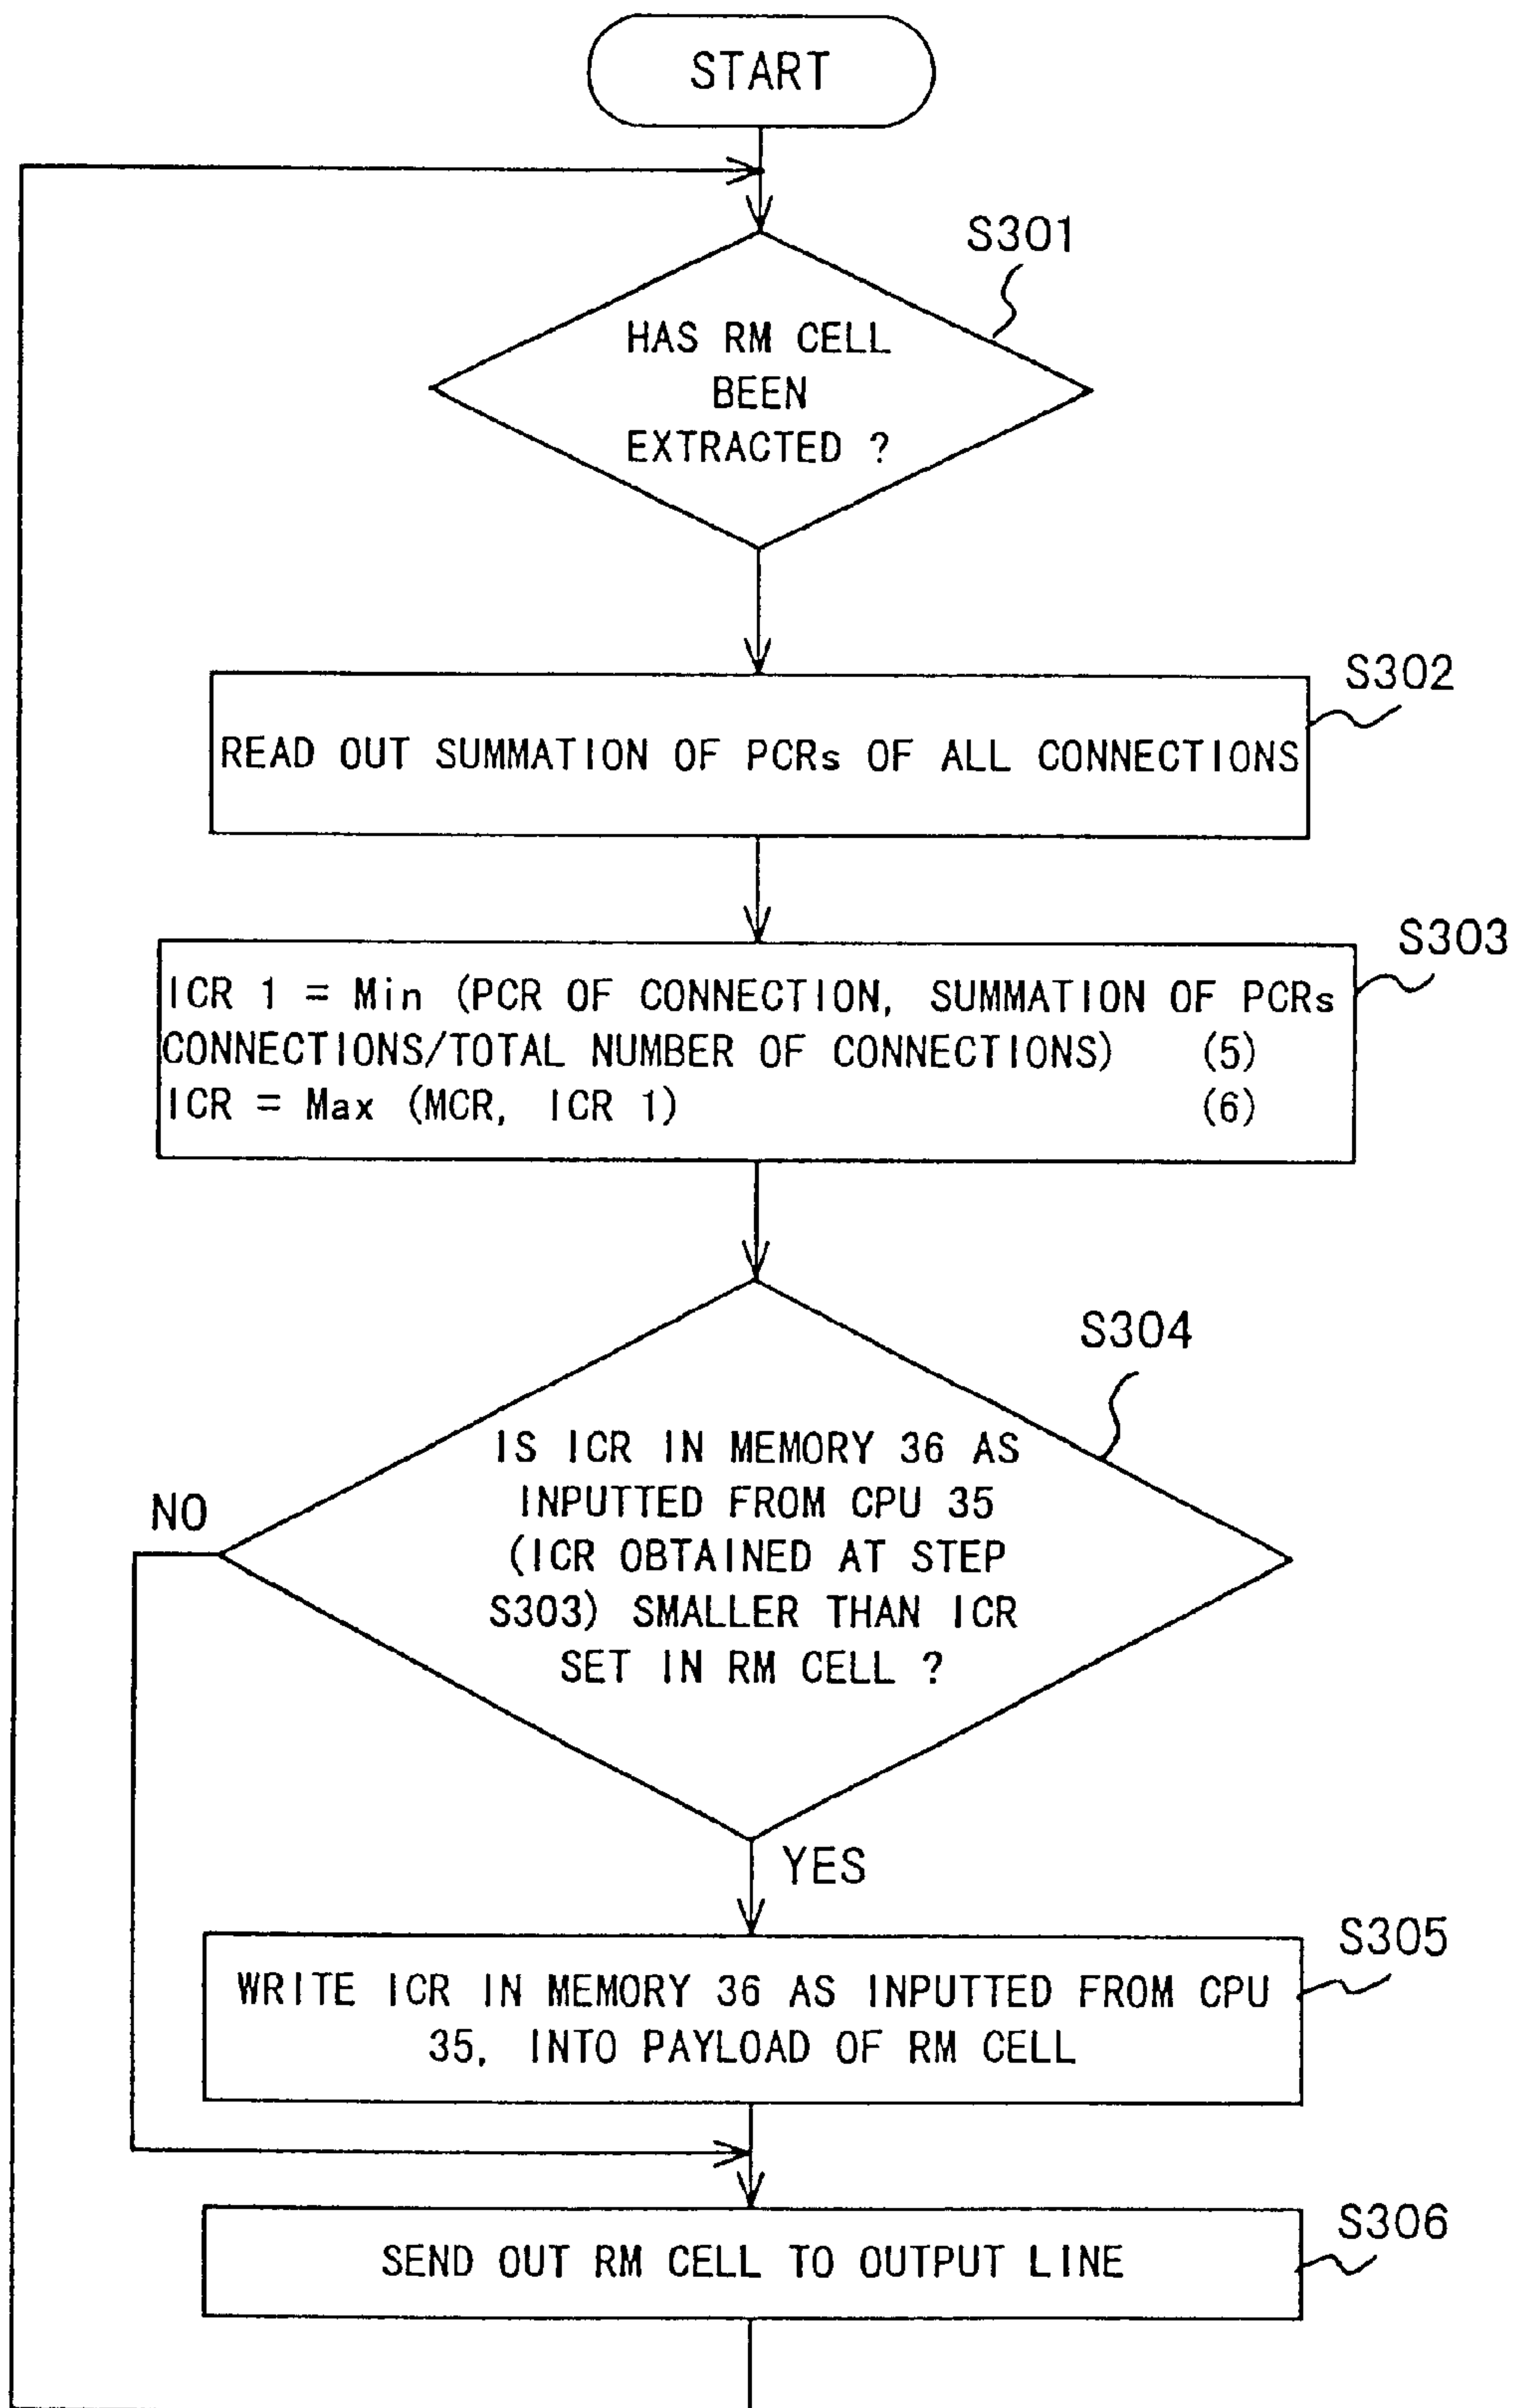 START
S301
HAS RM CELL
BEEN
EXTRACTED ?
S302
READ OUT SUMMATION OF PCRs OF ALL CONNECTIONS
S303
ICR 1 = Min (PCR OF CONNECTION, SUMMATION OF PCRs
CONNECTIONS/TOTAL NUMBER OF CONNECTIONS) (5)
ICR = Max (MCR, ICR 1) (6)
S304
IS ICR IN MEMORY 36 AS
INPUTTED FROM CPU 35
(ICR OBTAINED AT STEP
S303) SMALLER THAN ICR
SET IN RM CELL ?
NO
YES
S305
WRITE ICR IN MEMORY 36 AS INPUTTED FROM CPU
35, INTO PAYLOAD OF RM CELL
S306
SEND OUT RM CELL TO OUTPUT LINE